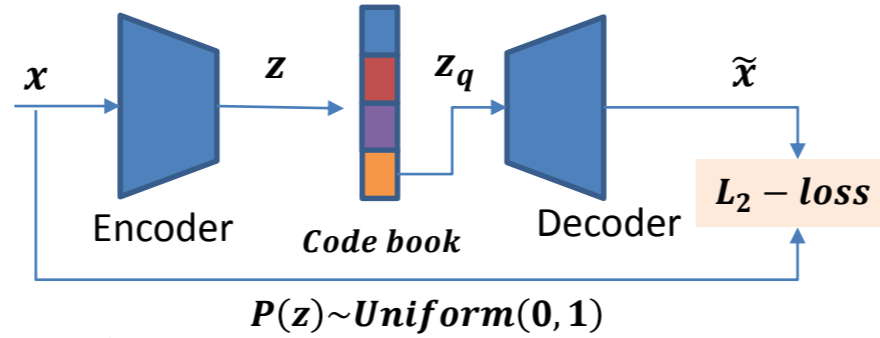 x
z
z_q
x̃
L_2 − loss
Encoder
Code book
Decoder
P(z)~Uniform(0, 1)